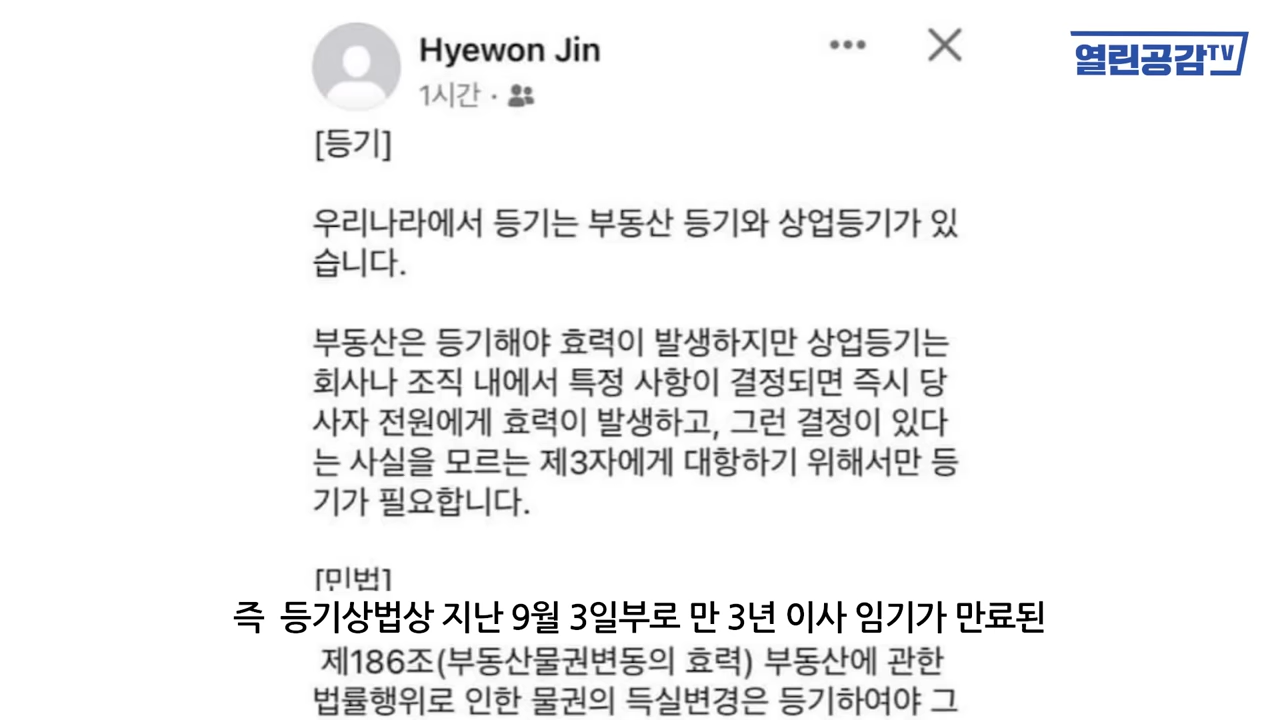 Hyewon Jin
열린공감TV
1시간 ·
[등기]
우리나라에서 등기는 부동산 등기와 상업등기가 있
습니다.
부동산은 등기해야 효력이 발생하지만 상업등기는
회사나 조직 내에서 특정 사항이 결정되면 즉시 당
사자 전원에게 효력이 발생하고, 그런 결정이 있다
는 사실을 모르는 제3자에게 대항하기 위해서만 등
기가 필요합니다.
[민법]
즉 등기상법상 지난 9월 3일부로 만 3년 이사 임기가 만료된
제186조(부동산물권변동의 효력) 부동산에 관한
법률행위로 인한 물권의 득실변경은 등기하여야 그